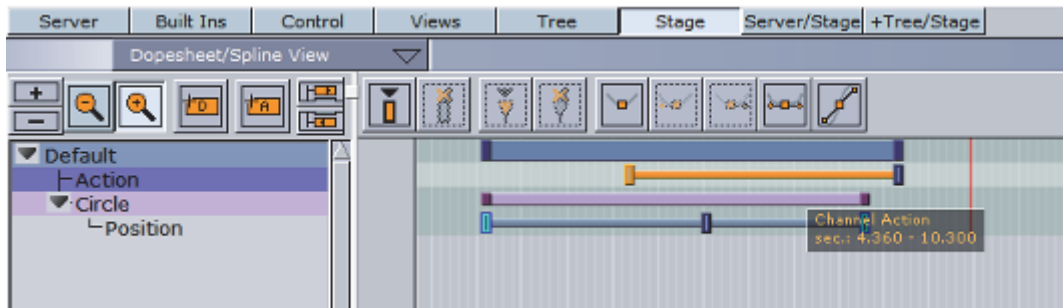 Server Built Ins Control Views Tree Stage Server/Stage +Tree/Stage
Dopesheet/Spline View
+
D A
-
Default
Action
Circle
Position
Channel Action
sec.: 4.360 - 10.300